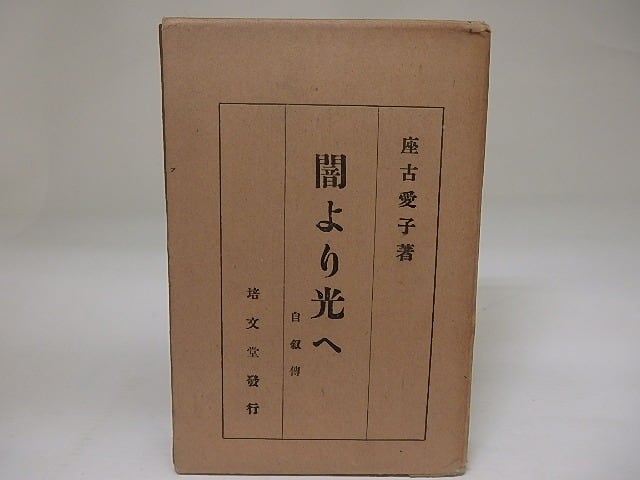 座古愛子著
闇より光へ
自叙傳
培文堂發行